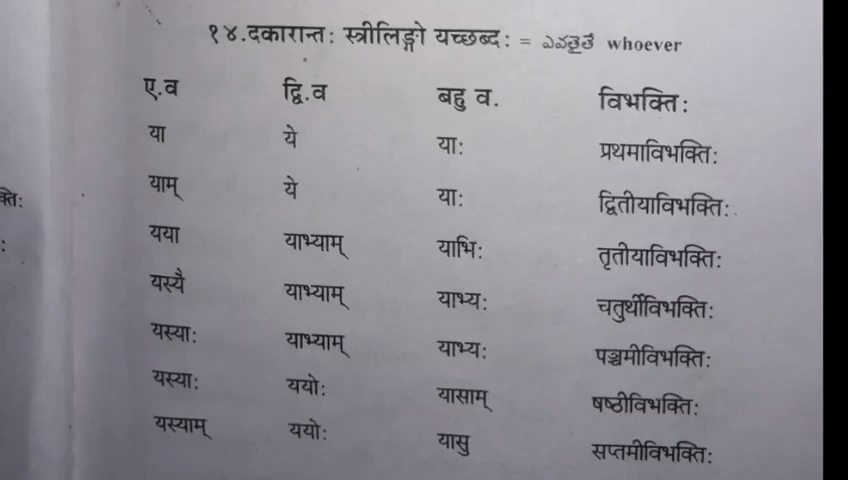 १४.दकारान्तः स्त्रीलिङ्गो यच्छब्दः = ఎవతైతే whoever
ए.व द्वि.व बहु व. विभक्तिः
या ये याः प्रथमाविभक्तिः
याम् ये याः द्वितीयाविभक्तिः
यया याभ्याम् याभिः तृतीयाविभक्तिः
यस्यै याभ्याम् याभ्यः चतुर्थीविभक्तिः
यस्याः याभ्याम् याभ्यः पञ्चमीविभक्तिः
यस्याः ययोः यासाम् षष्ठीविभक्तिः
यस्याम् ययोः यासु सप्तमीविभक्तिः